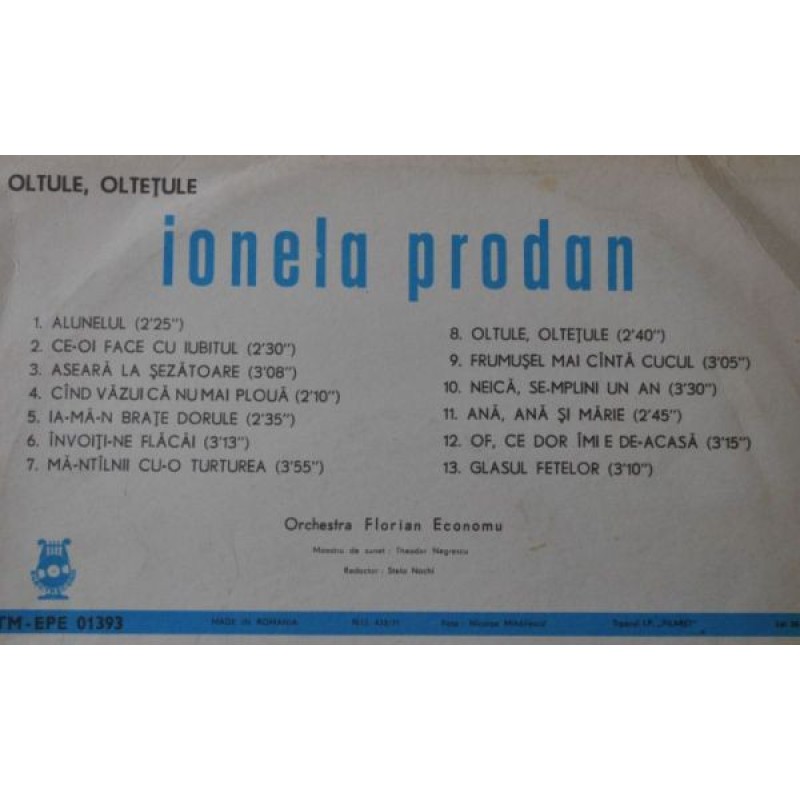 OLTULE, OLTEȚULE
ionela prodan
1. ALUNELUL (2'25")
2. CE-OI FACE CU IUBITUL (2'30")
3. ASEARĂ LA ȘEZĂTOARE (3'08")
4. CÎND VĂZUI CĂ NU MAI PLOUĂ (2'10")
5. IA-MĂ-N BRAȚE DORULE (2'35")
6. ÎNVOIȚI-NE FLĂCĂI (3'13")
7. MĂ-NTÎLNII CU-O TURTUREA (3'55")
8. OLTULE, OLTEȚULE (2'40")
9. FRUMUȘEL MAI CÎNTĂ CUCUL (3'05")
10. NEICĂ, SE-MPLINI UN AN (3'30")
11. ANĂ, ANĂ ȘI MĂRIE (2'45")
12. OF, CE DOR ÎMI E DE-ACASĂ (3'15")
13. GLASUL FETELOR (3'10")
Orchestra Florian Economu
Maestru de sunet : Theodor Negrescu
Redactor : Stela Nachi
TM-EPE 01393
MADE IN ROMANIA
Foto : Nicolae
Tiparul I.P. „FILARET"